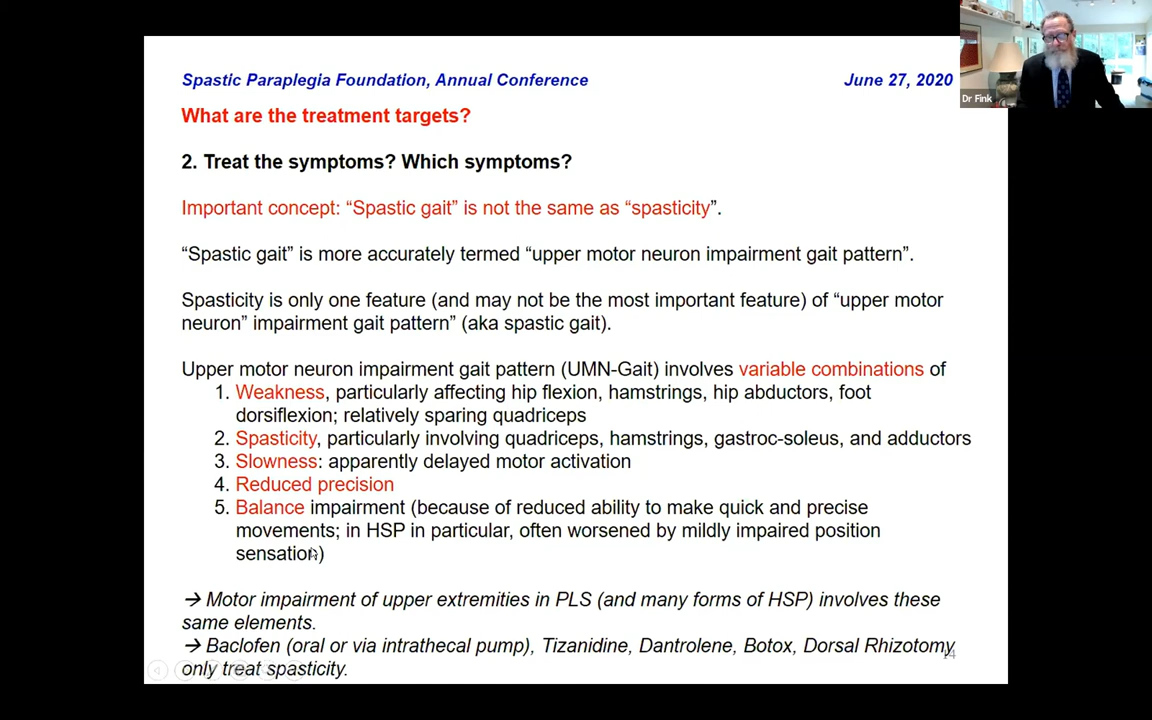 Spastic Paraplegia Foundation, Annual Conference June 27, 2020
Dr Fink
What are the treatment targets?
2. Treat the symptoms? Which symptoms?
Important concept: “Spastic gait” is not the same as “spasticity”.
“Spastic gait” is more accurately termed “upper motor neuron impairment gait pattern”.
Spasticity is only one feature (and may not be the most important feature) of “upper motor
neuron” impairment gait pattern” (aka spastic gait).
Upper motor neuron impairment gait pattern (UMN-Gait) involves variable combinations of
1. Weakness, particularly affecting hip flexion, hamstrings, hip abductors, foot
dorsiflexion; relatively sparing quadriceps
2. Spasticity, particularly involving quadriceps, hamstrings, gastroc-soleus, and adductors
3. Slowness: apparently delayed motor activation
4. Reduced precision
5. Balance impairment (because of reduced ability to make quick and precise
movements; in HSP in particular, often worsened by mildly impaired position
sensation)
→ Motor impairment of upper extremities in PLS (and many forms of HSP) involves these
same elements.
→ Baclofen (oral or via intrathecal pump), Tizanidine, Dantrolene, Botox, Dorsal Rhizotomy
only treat spasticity.
14